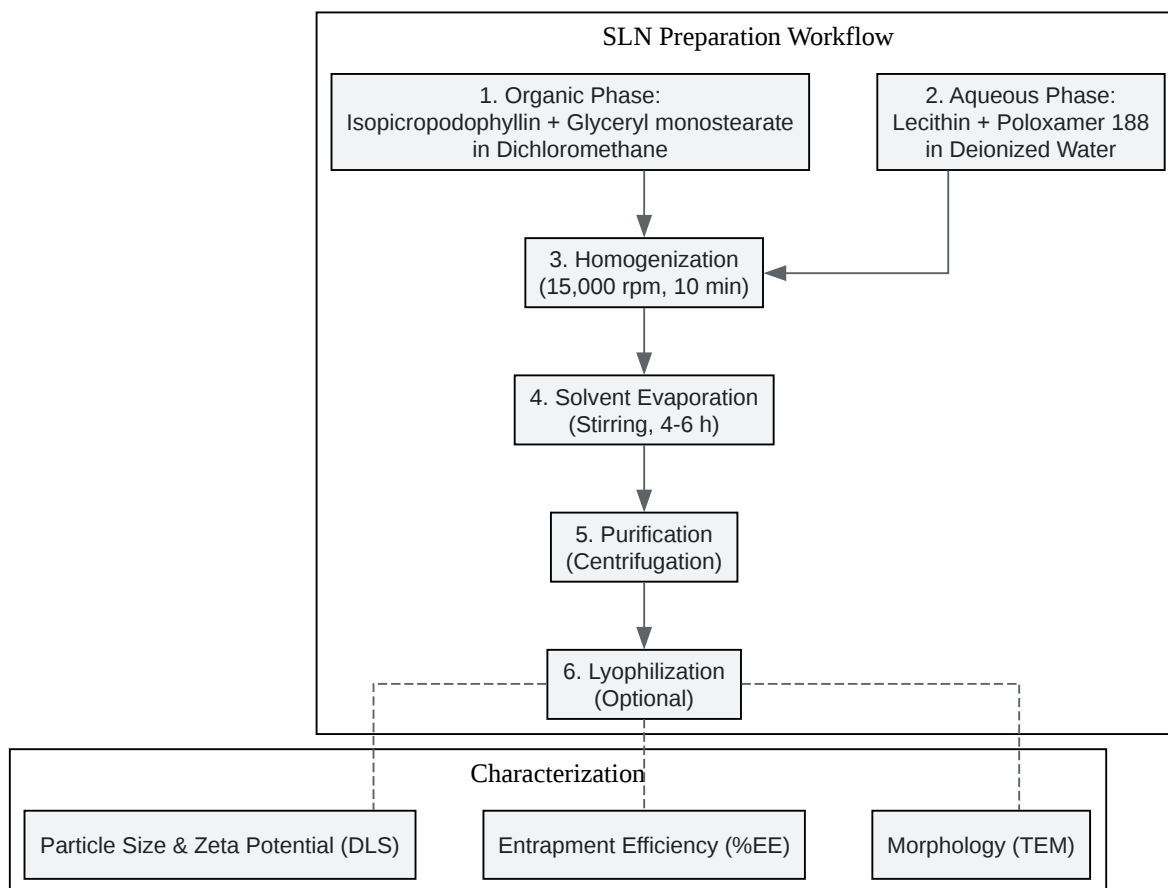 SLN Preparation Workflow
1. Organic Phase:
Isopicropodophyllin + Glyceryl monostearate
in Dichloromethane
2. Aqueous Phase:
Lecithin + Poloxamer 188
in Deionized Water
3. Homogenization
(15,000 rpm, 10 min)
4. Solvent Evaporation
(Stirring, 4-6 h)
5. Purification
(Centrifugation)
6. Lyophilization
(Optional)
Characterization
Particle Size & Zeta Potential (DLS)
Entrapment Efficiency (%EE)
Morphology (TEM)